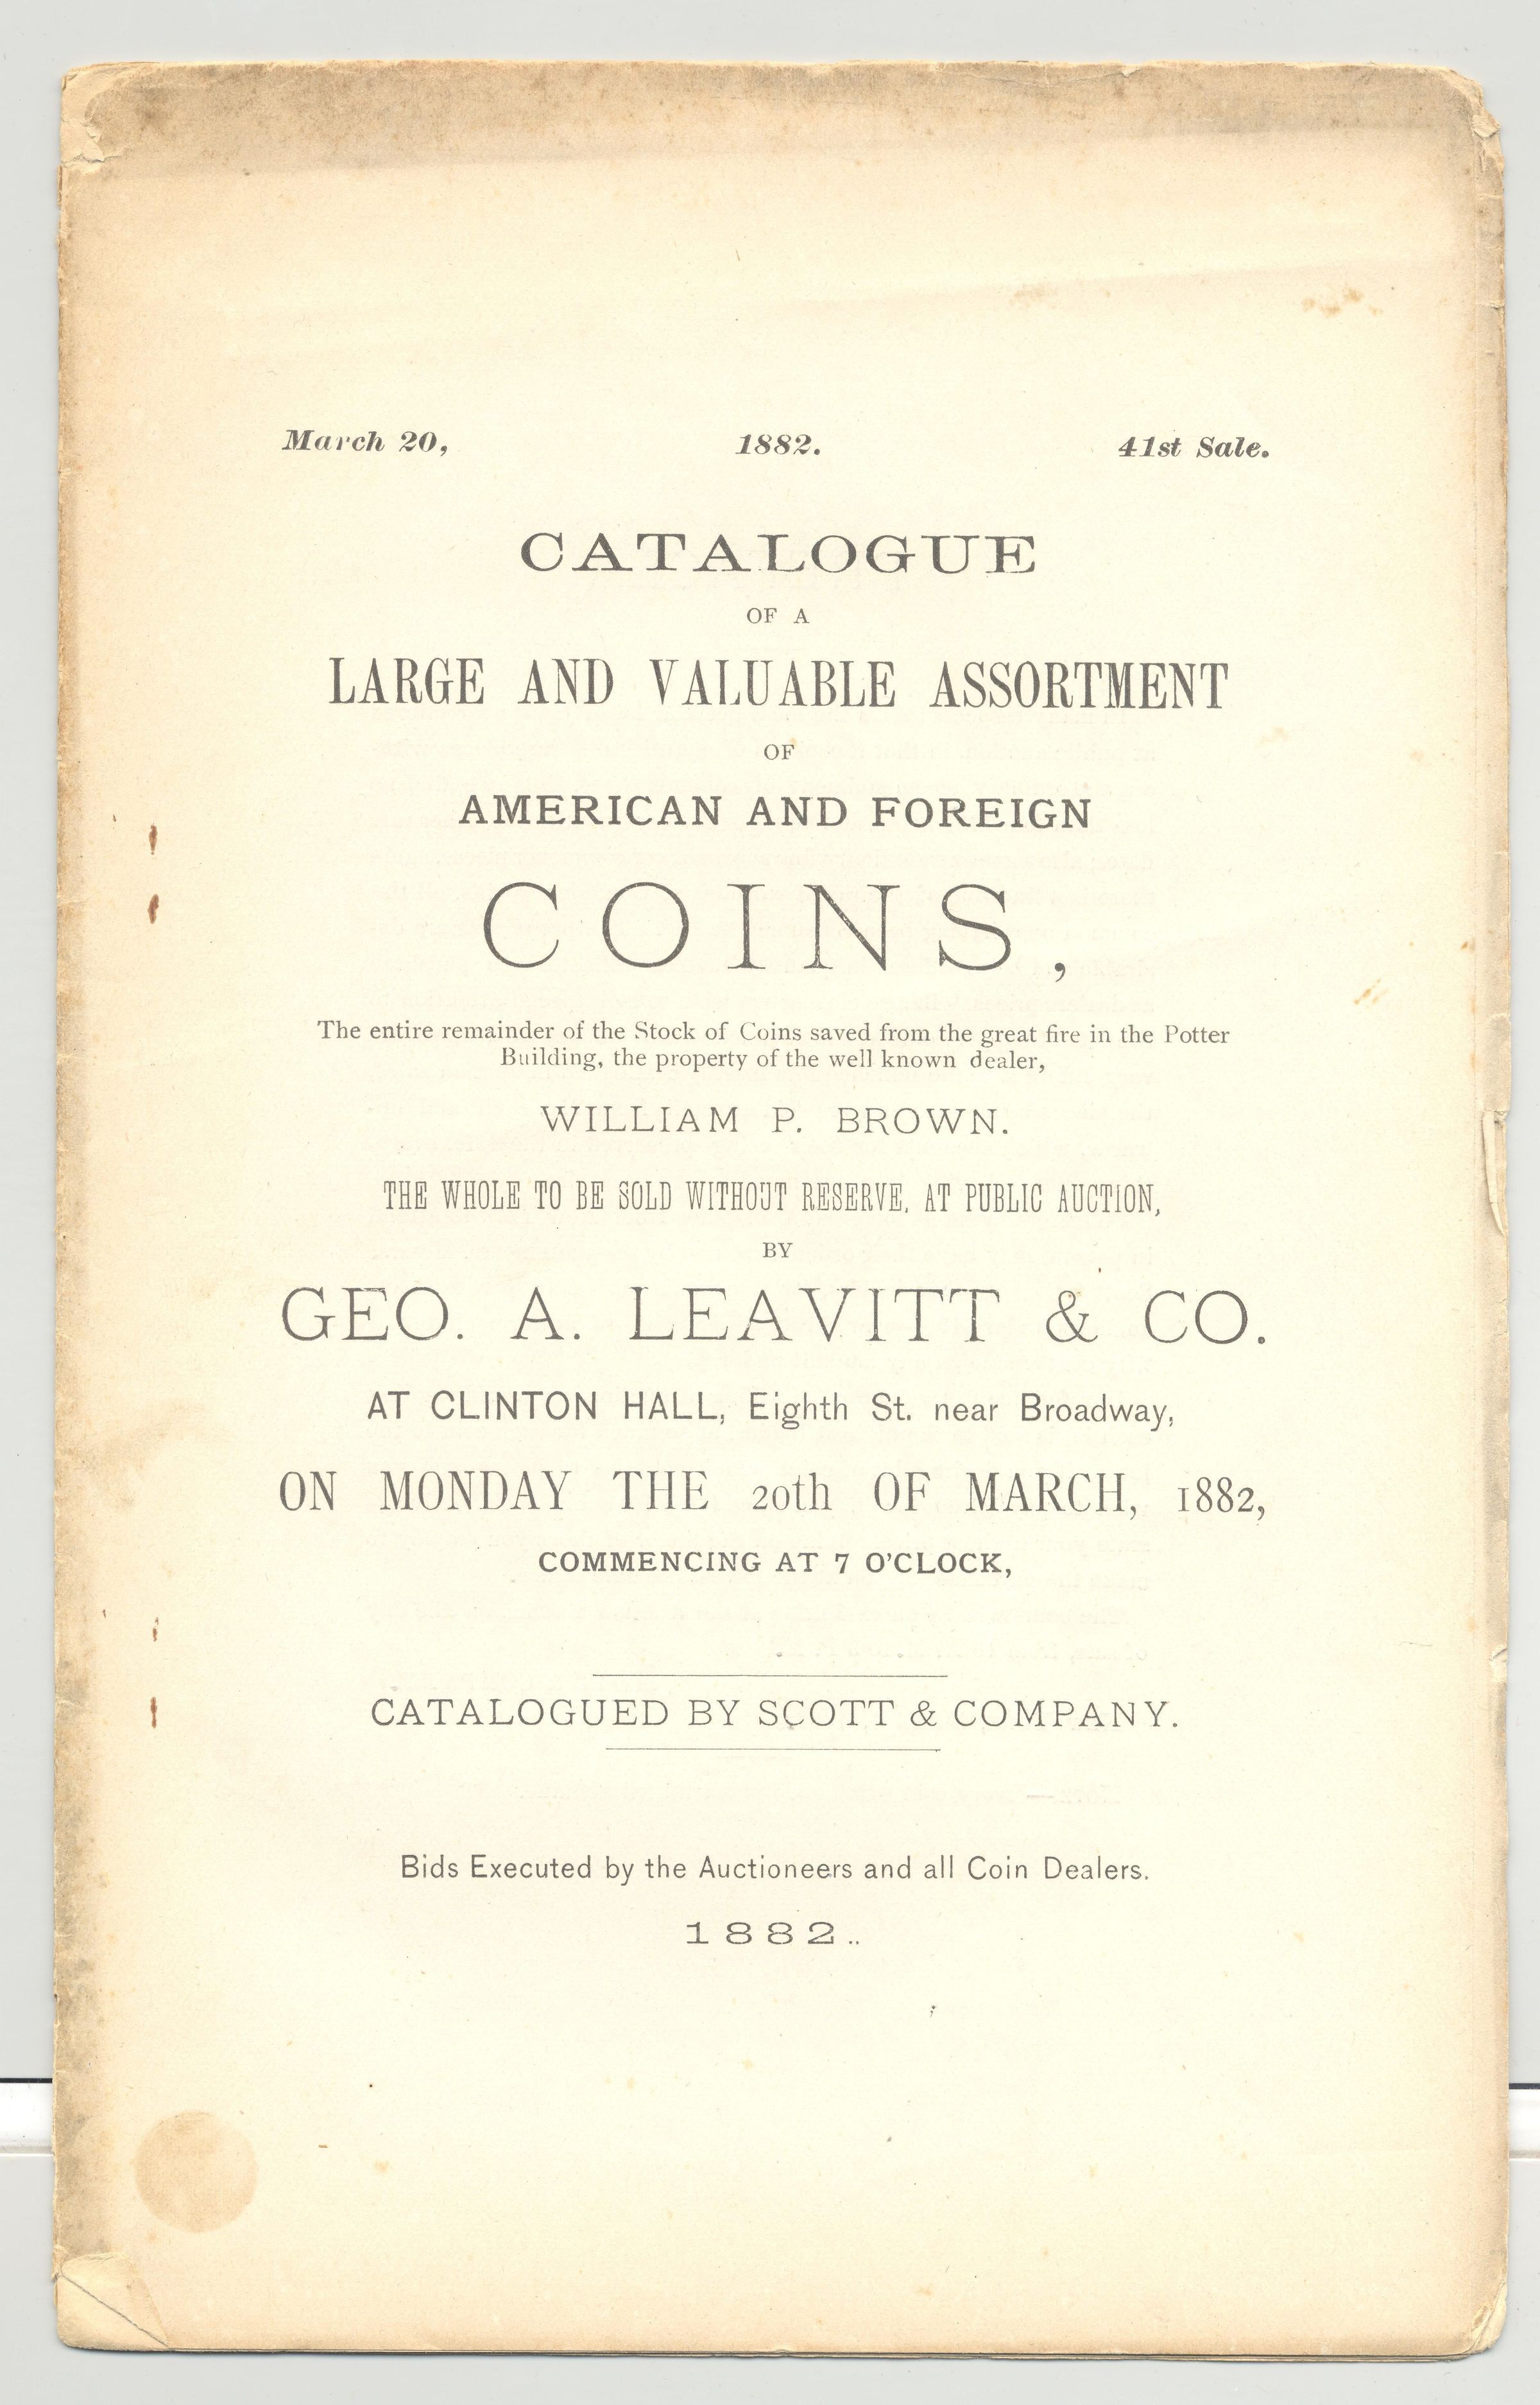 March 20, 1882. 41st Sale.
CATALOGUE
OF A
LARGE AND VALUABLE ASSORTMENT
OF
AMERICAN AND FOREIGN
COINS,
The entire remainder of the Stock of Coins saved from the great fire in the Potter
Building, the property of the well known dealer,
WILLIAM P. BROWN.
THE WHOLE TO BE SOLD WITHOUT RESERVE, AT PUBLIC AUCTION,
BY
GEO. A. LEAVITT & CO.
AT CLINTON HALL, Eighth St. near Broadway,
ON MONDAY THE 20th OF MARCH, 1882,
COMMENCING AT 7 O'CLOCK,
CATALOGUED BY SCOTT & COMPANY.
Bids Executed by the Auctioneers and all Coin Dealers.
1882..